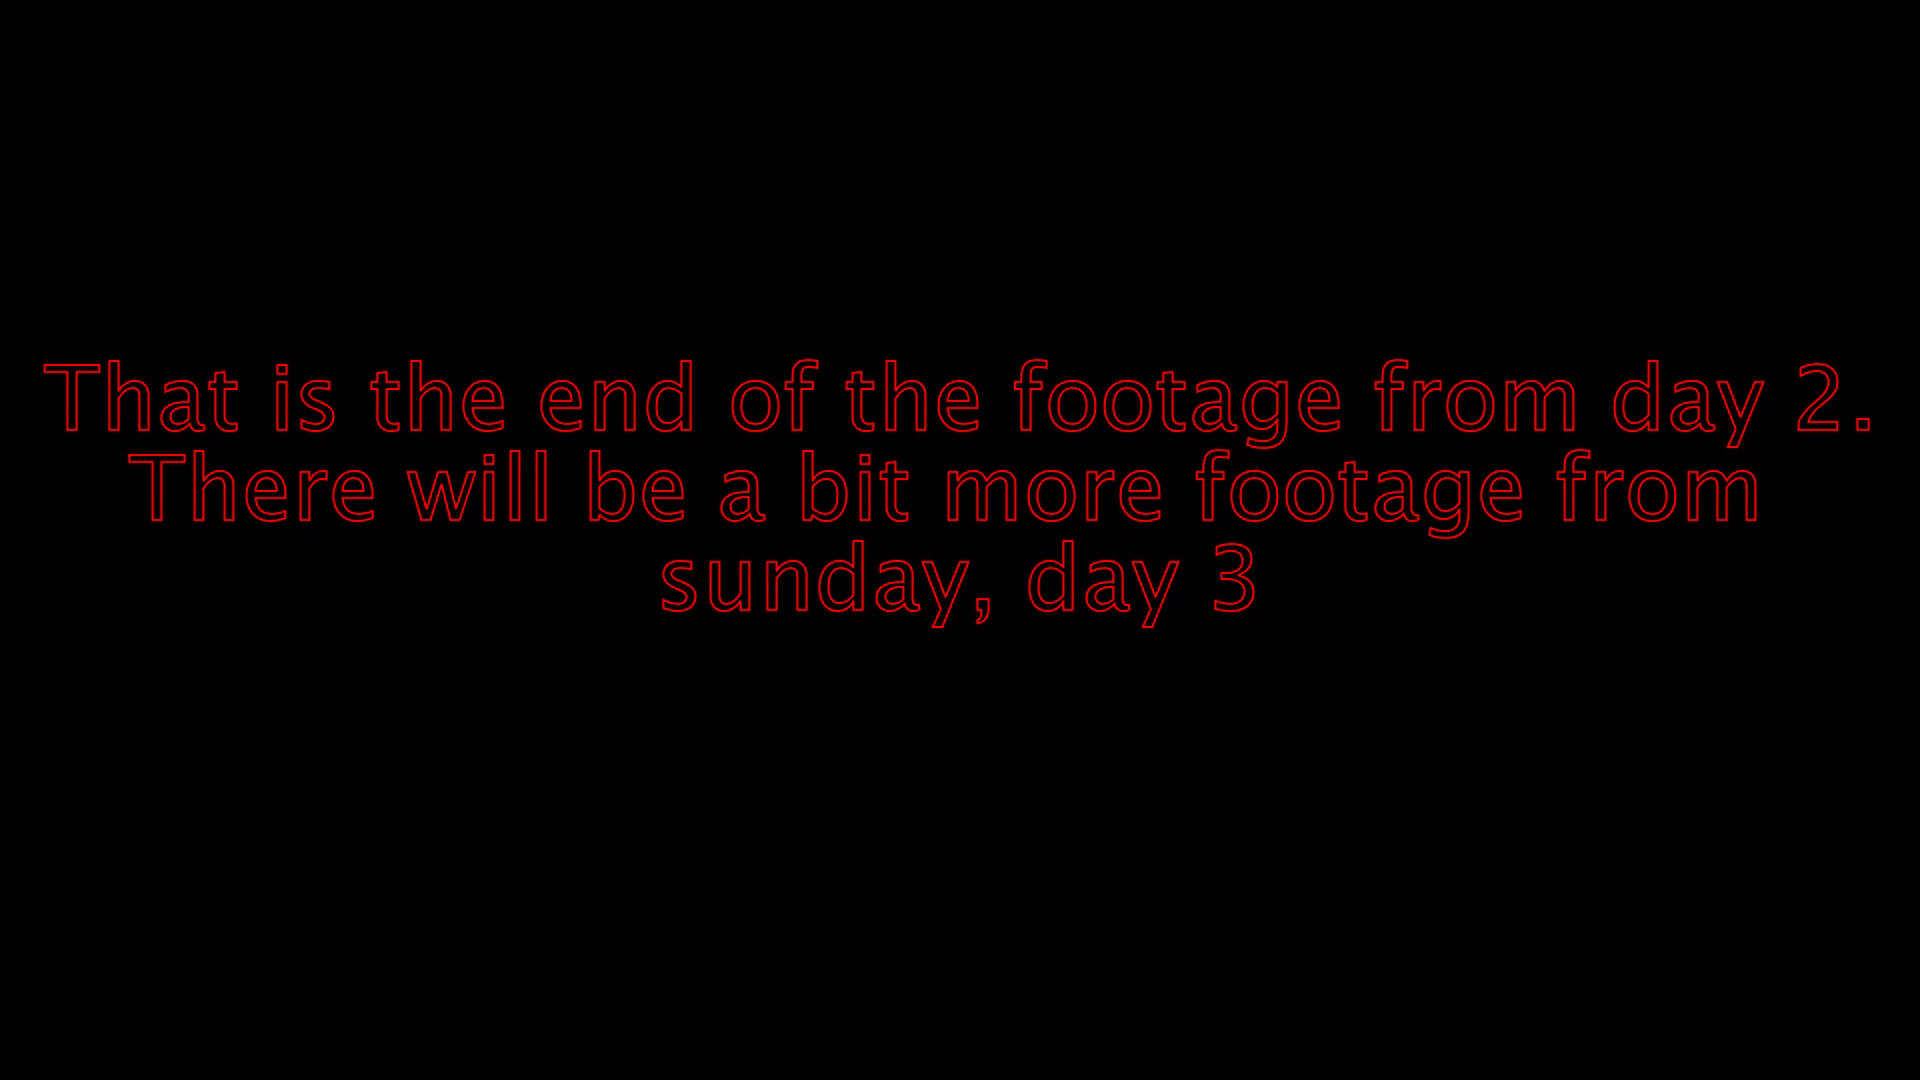 That is the end of the footage from day 2.
There will be a bit more footage from
sunday, day 3